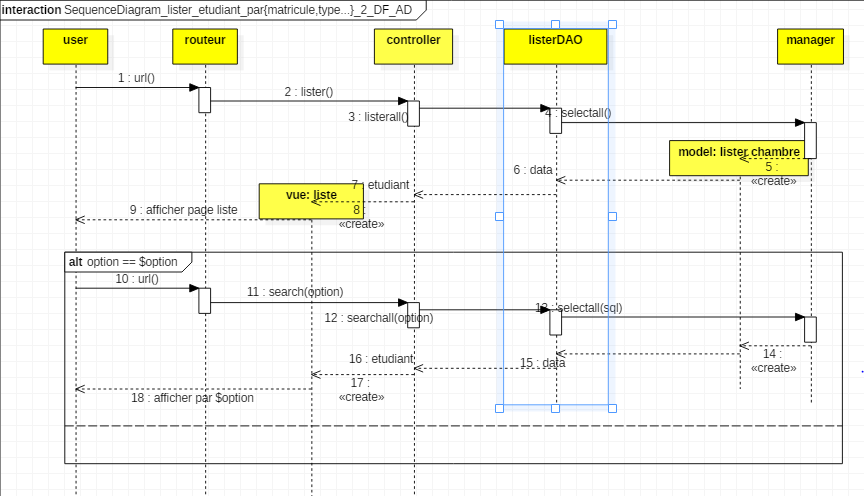 interaction SequenceDiagram_lister_etudiant_par{matricule,type...}_2_DF_AD
user
routeur
controller
listerDAO
manager
1 : url()
2 : lister()
3 : listerall()
4 : selectall()
model: lister chambre
5 :
«create»
6 : data
7 : etudiant
vue: liste
8 :
«create»
9 : afficher page liste
alt option == $option
10 : url()
11 : search(option)
12 : searchall(option)
13 : selectall(sql)
14 :
«create»
15 : data
16 : etudiant
17 :
«create»
18 : afficher par $option